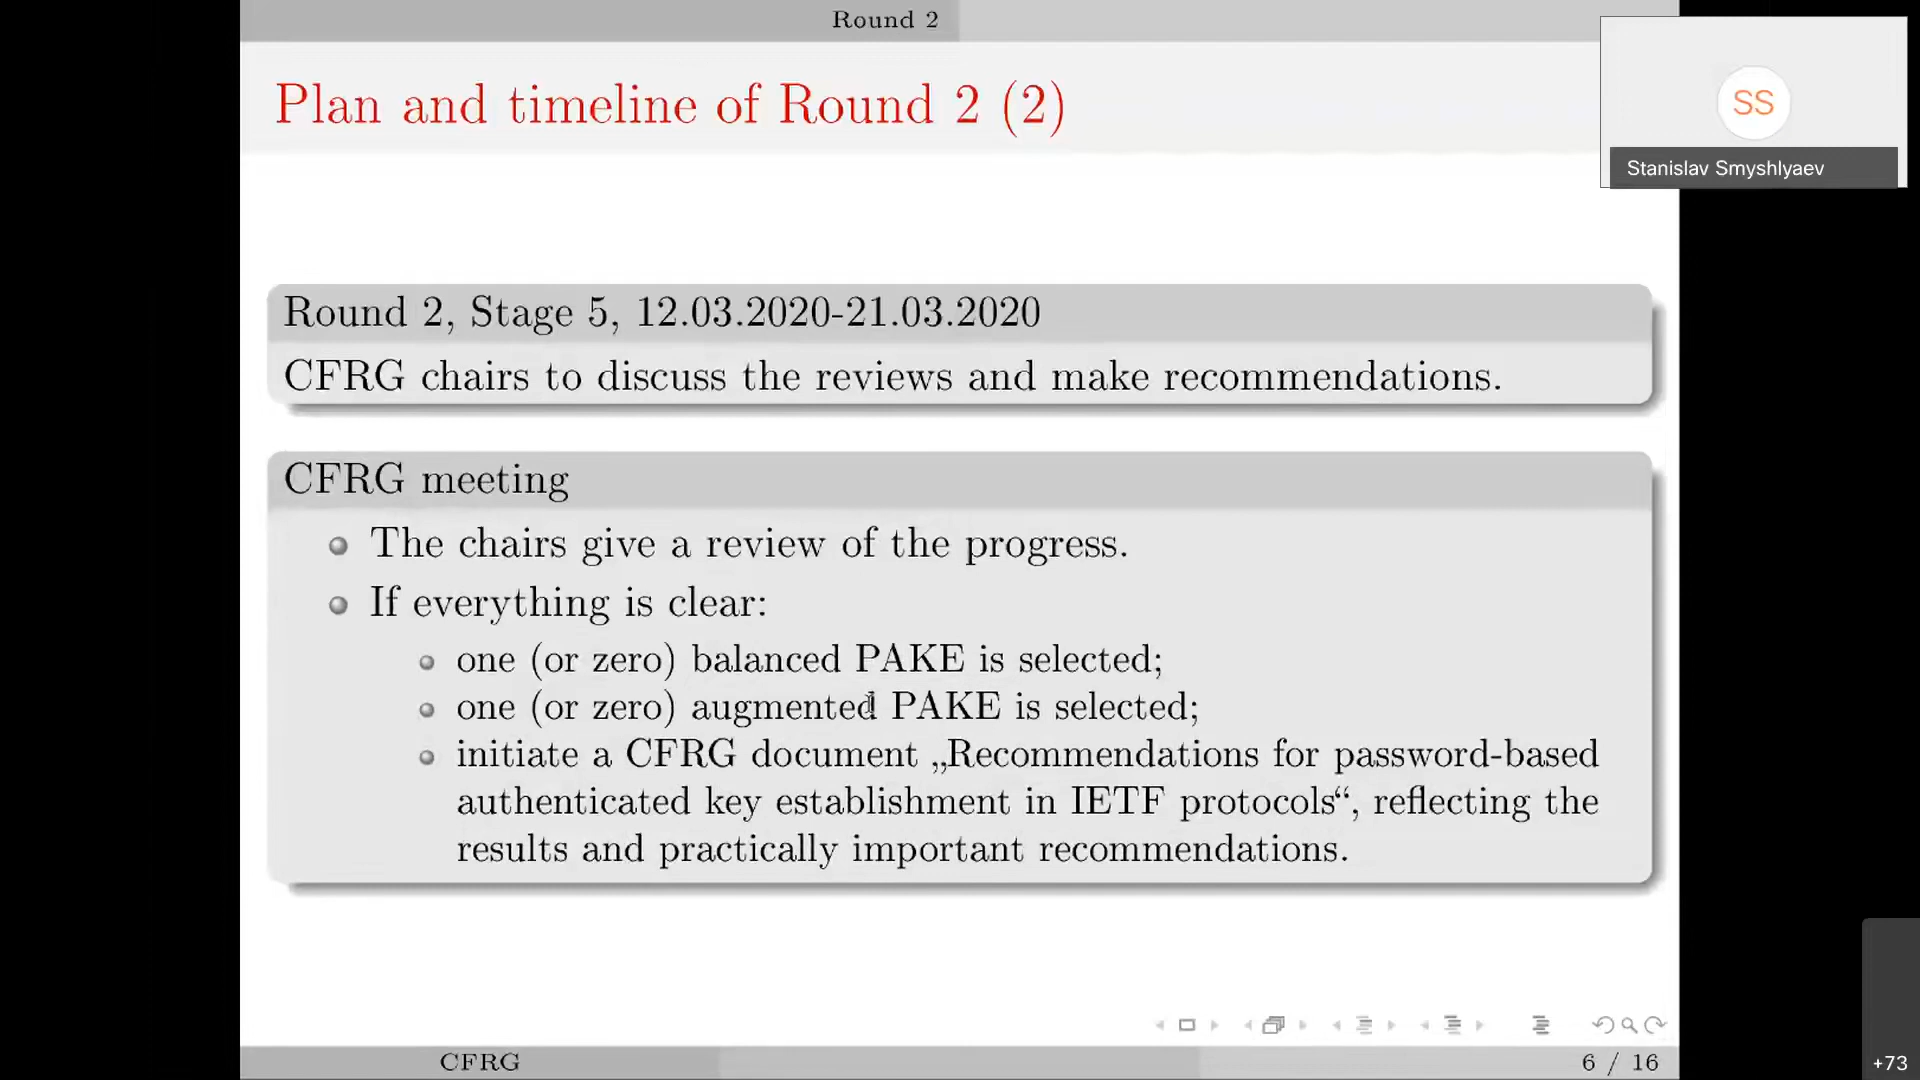 Round 2
Plan and timeline of Round 2 (2)
SS
Stanislav Smyshlyaev
Round 2, Stage 5, 12.03.2020-21.03.2020
CFRG chairs to discuss the reviews and make recommendations.
CFRG meeting
The chairs give a review of the progress.
If everything is clear:
one (or zero) balanced PAKE is selected;
one (or zero) augmented PAKE is selected;
initiate a CFRG document „Recommendations for password-based
authenticated key establishment in IETF protocols“, reflecting the
results and practically important recommendations.
CFRG
6 / 16
+73